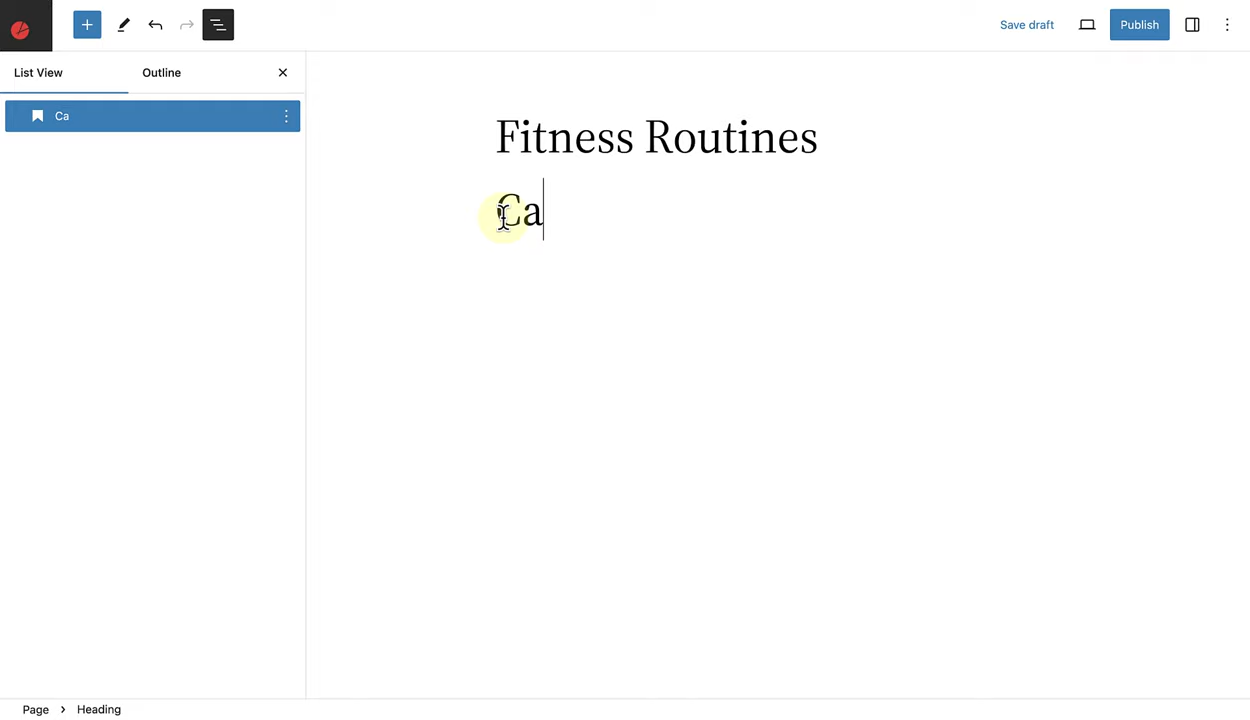 Save draft
Publish
List View
Outline
Ca
Fitness Routines
Ca
Page
Heading